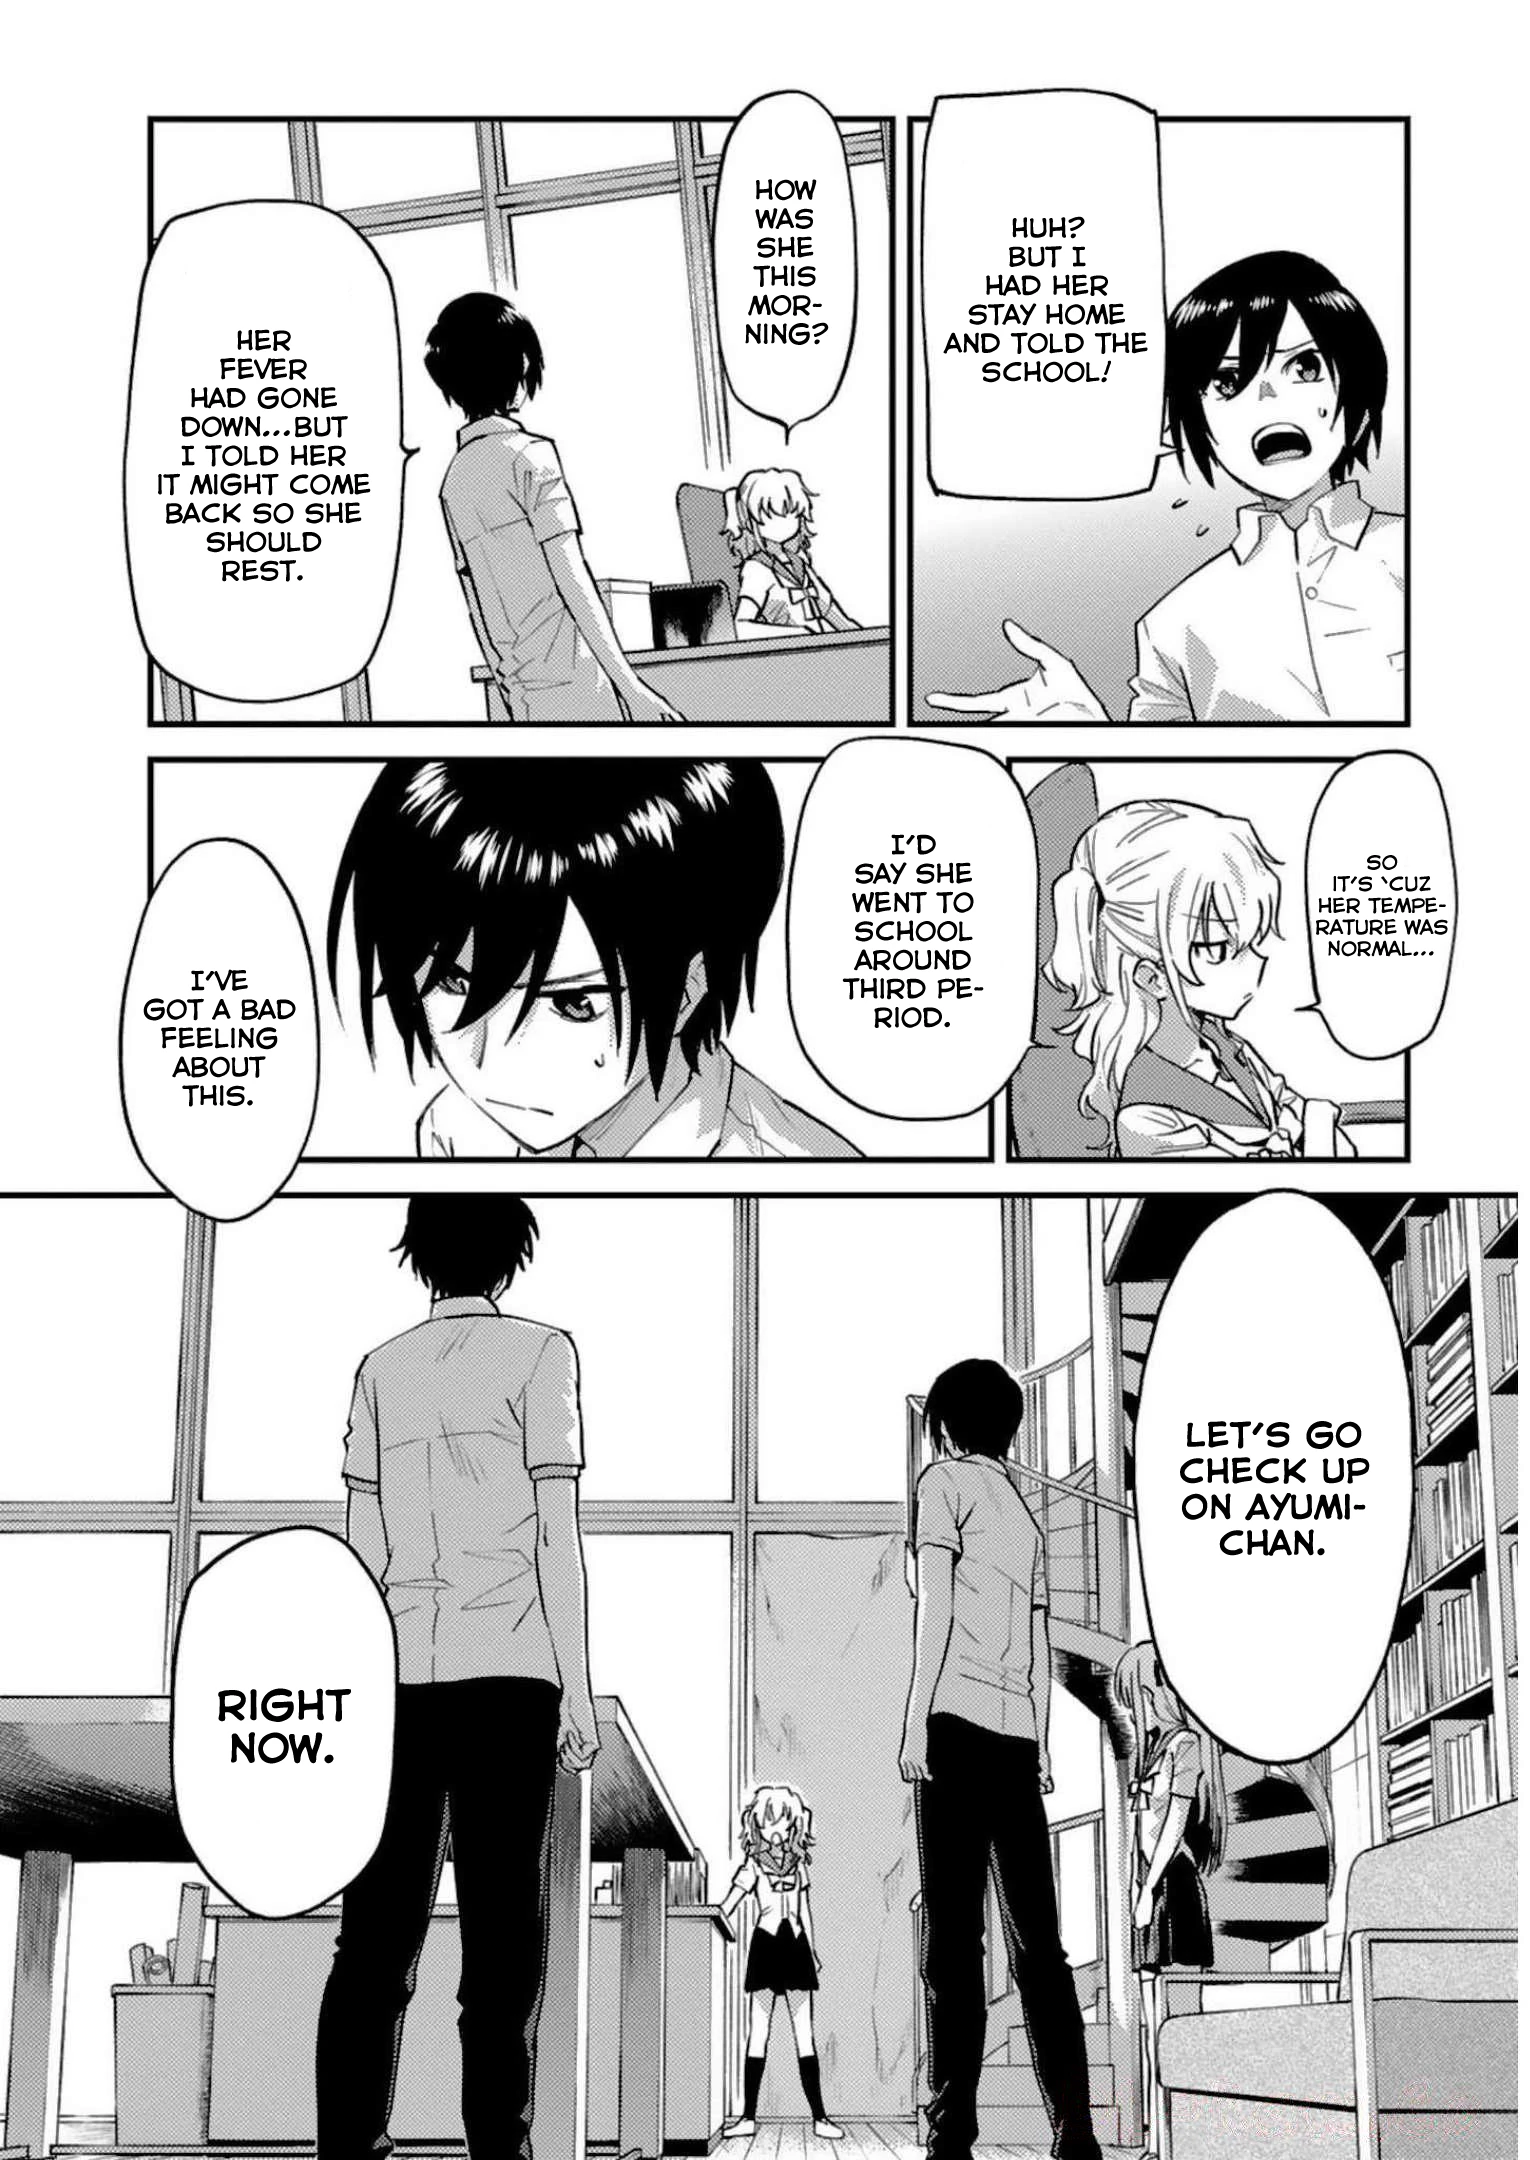 HUH?
BUT I
HAD HER
STAY HOME
AND TOLD THE
SCHOOL!
HOW
WAS
SHE
THIS
MOR-
NING?
HER
FEVER
HAD GONE
DOWN...BUT
I TOLD HER
IT MIGHT COME
BACK SO SHE
SHOULD
REST.
SO
IT'S 'CUZ
HER TEMPE-
RATURE WAS
NORMAL...
I'D
SAY SHE
WENT TO
SCHOOL
AROUND
THIRD PE-
RIOD.
I'VE
GOT A BAD
FEELING
ABOUT
THIS.
LET'S GO
CHECK UP
ON AYUMI-
CHAN.
RIGHT
NOW.